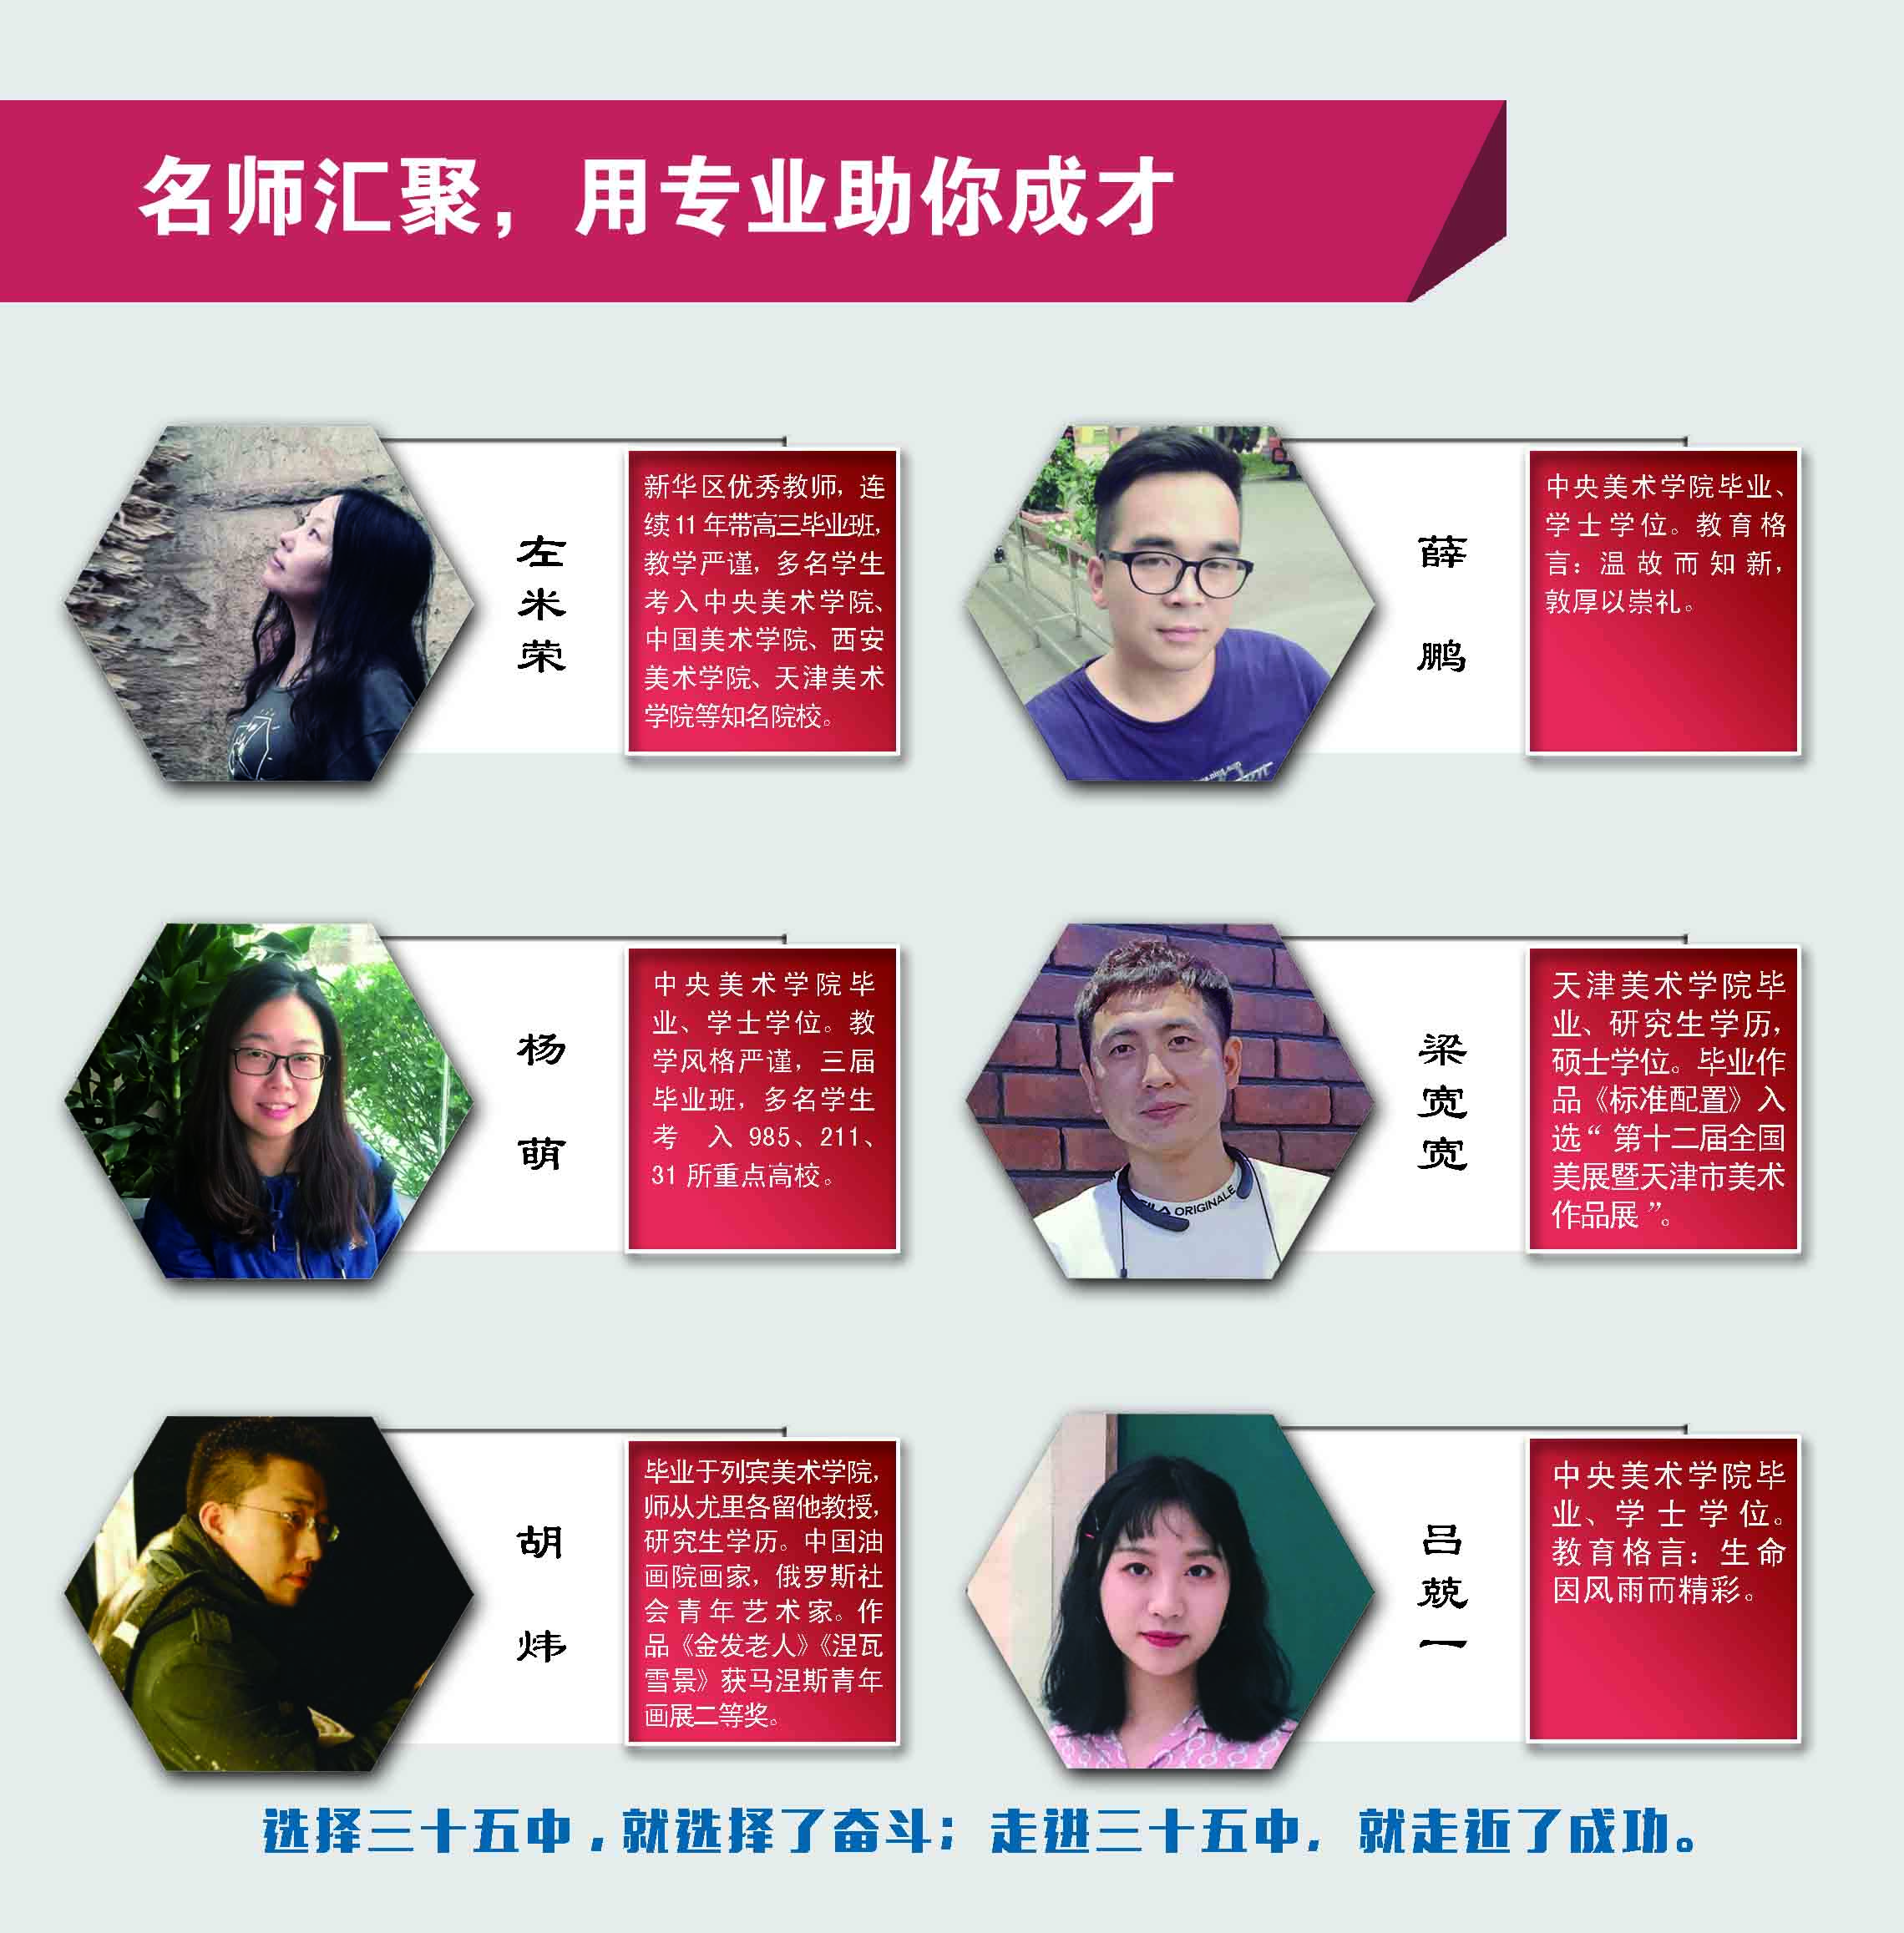 名师汇聚，用专业助你成才
左米荣
新华区优秀教师，连
续11年带高三毕业班，
教学严谨，多名学生
考入中央美术学院、
中国美术学院、西安
美术学院、天津美术
学院等知名院校。
薛鹏
中央美术学院毕业、
学士学位。教育格
言：温故而知新，
敦厚以崇礼。
杨萌
中央美术学院毕
业、学士学位。教
学风格严谨，三届
毕业班，多名学生
考入985、211、
31所重点高校。
梁宽宽
天津美术学院毕
业、研究生学历，
硕士学位。毕业作
品《标准配置》入
选“第十二届全国
美展暨天津市美术
作品展”。
ORIGINALE
胡炜
毕业于列宾美术学院，
师从尤里各留他教授，
研究生学历。中国油
画院画家，俄罗斯社
会青年艺术家。作
品《金发老人》《涅瓦
雪景》获马涅斯青年
画展二等奖。
吕兢一
中央美术学院毕
业、学士学位。
教育格言：生命
因风雨而精彩。
选择三十五中，就选择了奋斗；走进三十五中，就走近了成功。